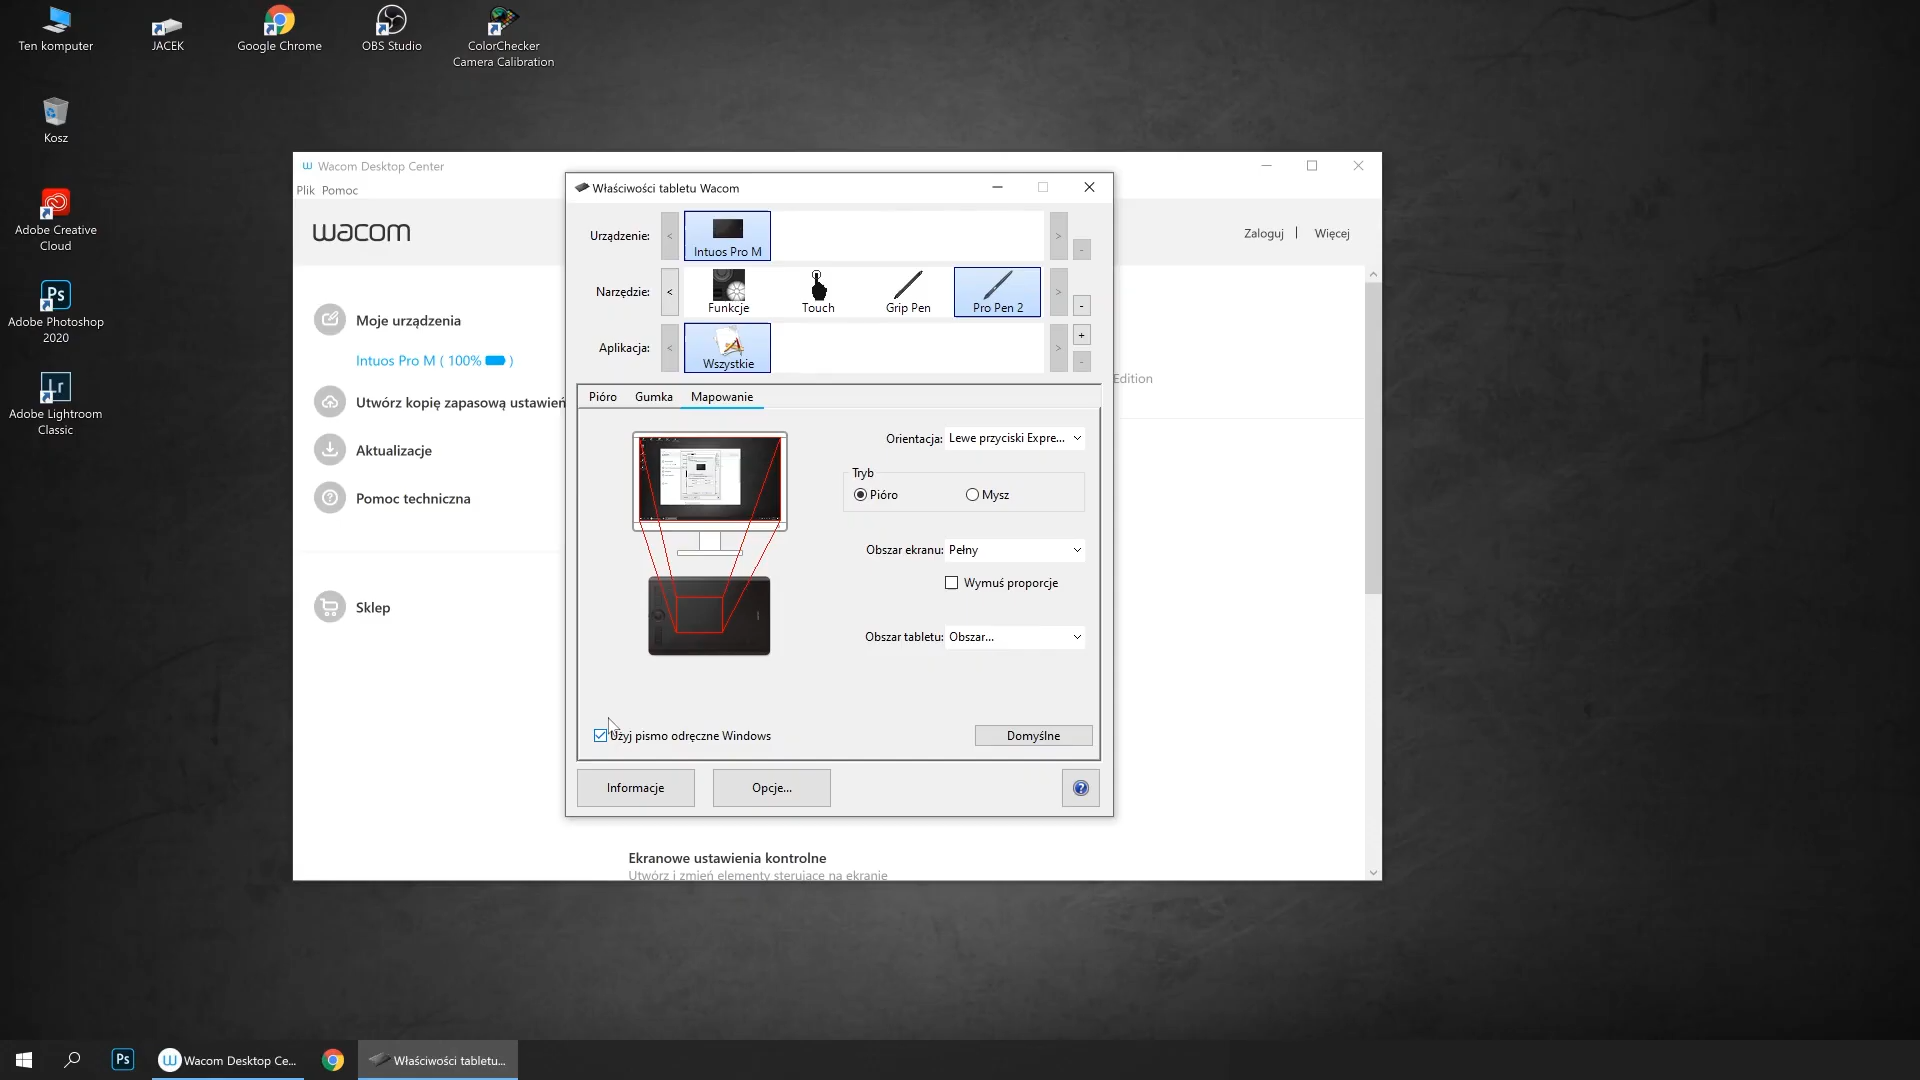 Ten komputer
JACEK
Google Chrome
OBS Studio
ColorChecker
Camera Calibration
Kosz
Adobe Creative
Cloud
Ps
Adobe Photoshop
2020
Lr
Adobe Lightroom
Classic
Wacom Desktop Center
Plik Pomoc
wacom
Zaloguj | Więcej
Moje urządzenia
Intuos Pro M ( 100% )
Utwórz kopię zapasową ustawień
Aktualizacje
Pomoc techniczna
Sklep
Edition
Ekranowe ustawienia kontrolne
Utwórz i zmień elementy sterujące na ekranie
Właściwości tabletu Wacom
Urządzenie:
<
Intuos Pro M
>
-
Narzędzie:
<
Funkcje
Touch
Grip Pen
Pro Pen 2
>
-
Aplikacja:
<
Wszystkie
>
+
-
Pióro Gumka Mapowanie
Orientacja: Lewe przyciski Expre...
Tryb
Pióro Mysz
Obszar ekranu: Pełny
Wymuś proporcje
Obszar tabletu: Obszar...
Użyj pismo odręczne Windows
Domyślne
Informacje
Opcje...
?
Ps
Wacom Desktop Ce...
Właściwości tabletu...